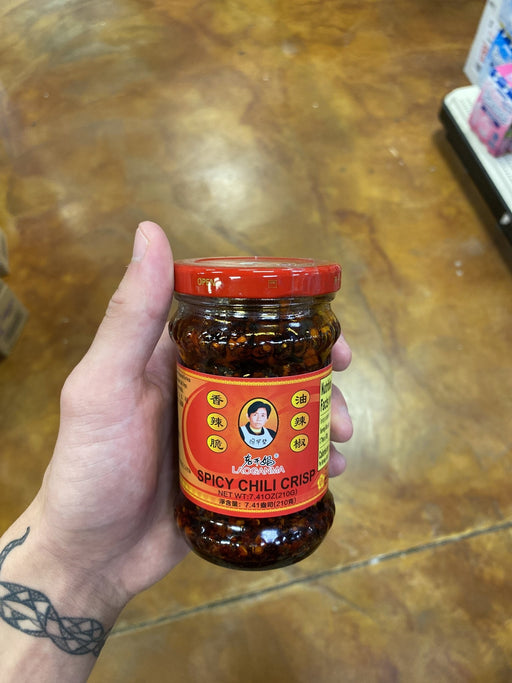 OPEN
香辣脆
油辣椒
老干妈®
LAOGANMA
SPICY CHILI CRISP
NET WT:7.41OZ(210G)
净含量: 7.41盎司(210克)